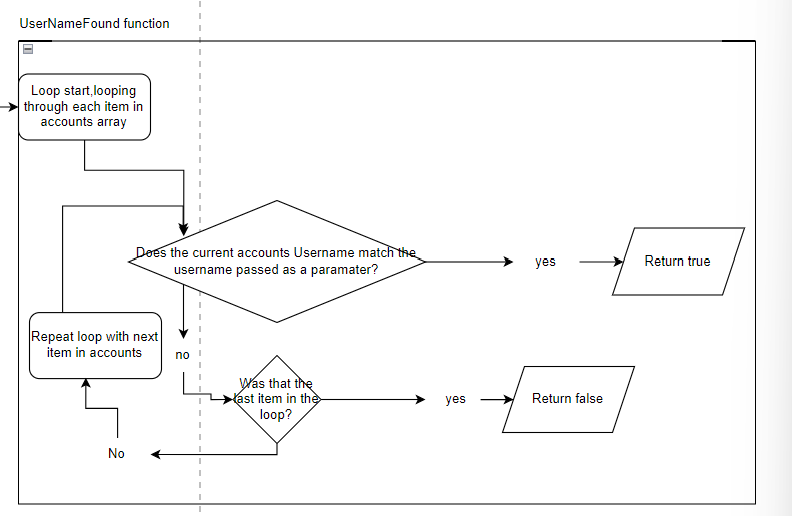 UserNameFound function
Loop start,looping
through each item in
accounts array
Does the current accounts Username match the
username passed as a paramater?
yes
Return true
Repeat loop with next
item in accounts
no
Was that the
last item in the
loop?
yes
Return false
No